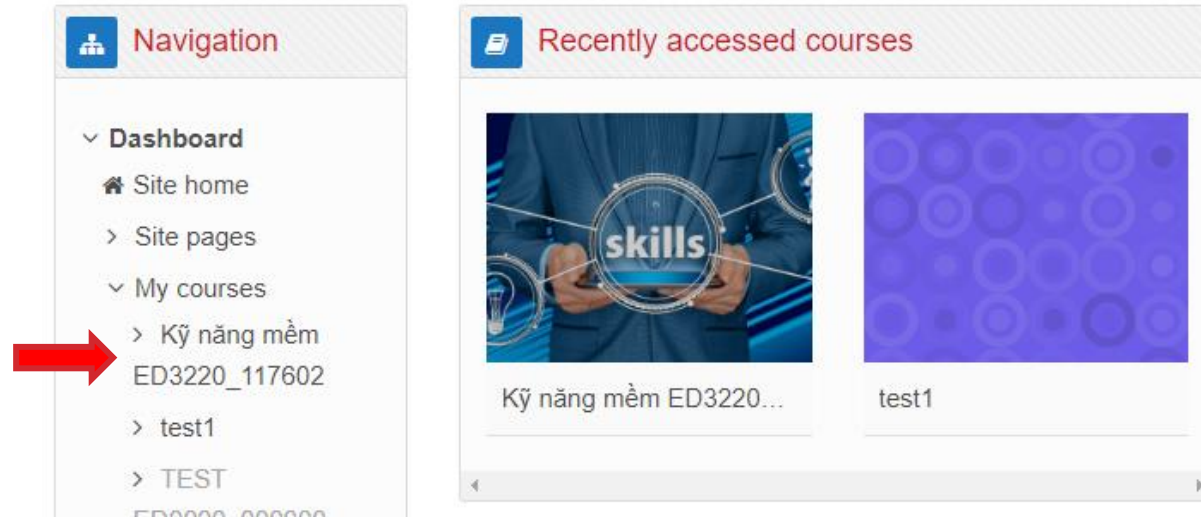 Navigation
Dashboard
Site home
Site pages
My courses
Kỹ năng mềm
ED3220_117602
test1
TEST
Recently accessed courses
skills
Kỹ năng mềm ED3220...
test1